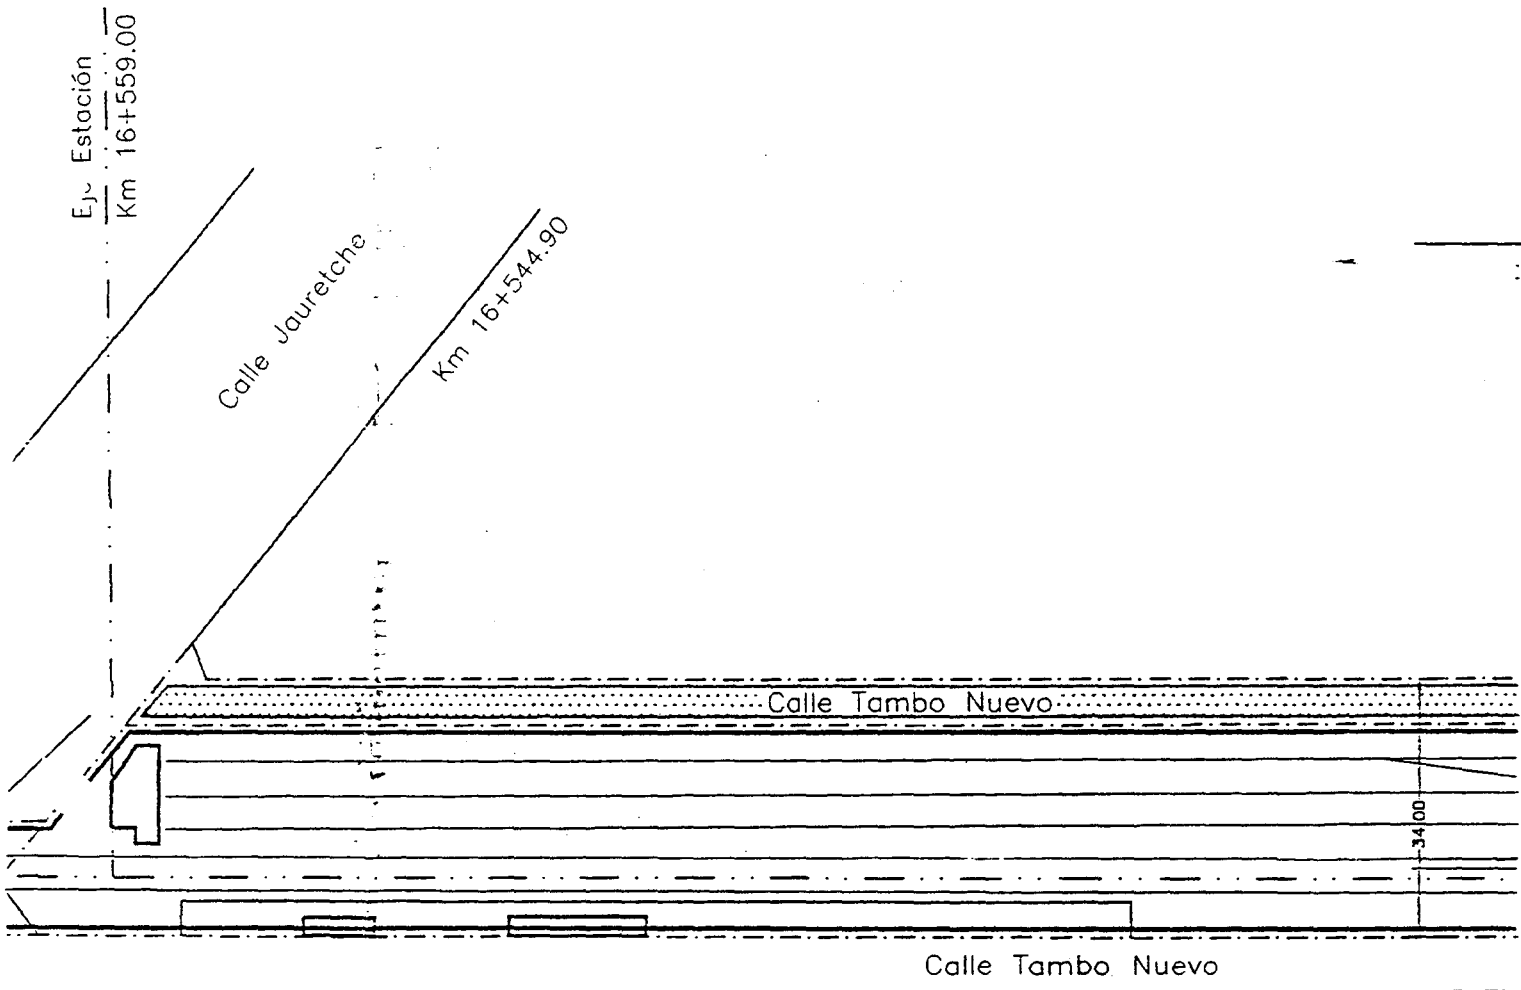 Eje Estación
Km 16+559.00
Calle Jauretche
Km 16+544.90
Calle Tambo Nuevo
34.00
Calle Tambo Nuevo